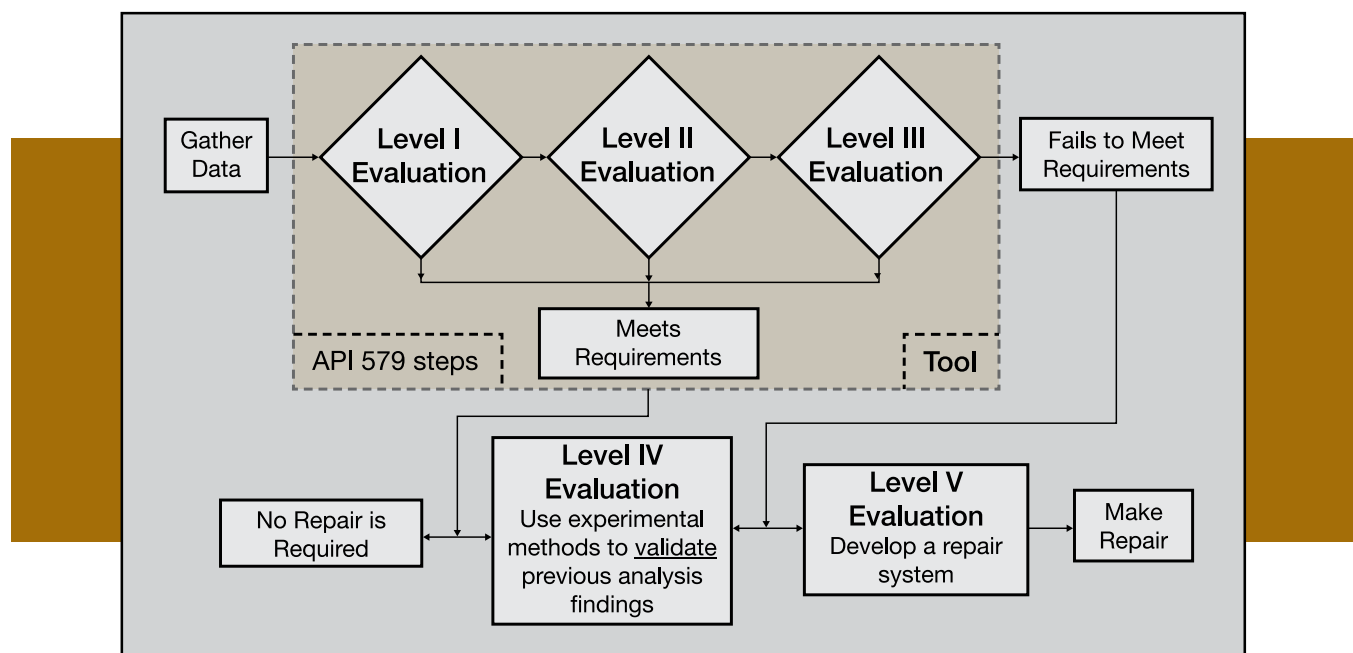 Gather
Data
Level I
Evaluation
Level II
Evaluation
Level III
Evaluation
Fails to Meet
Requirements
Meets
Requirements
API 579 steps
Tool
No Repair is
Required
Level IV
Evaluation
Use experimental
methods to validate
previous analysis
findings
Level V
Evaluation
Develop a repair
system
Make
Repair